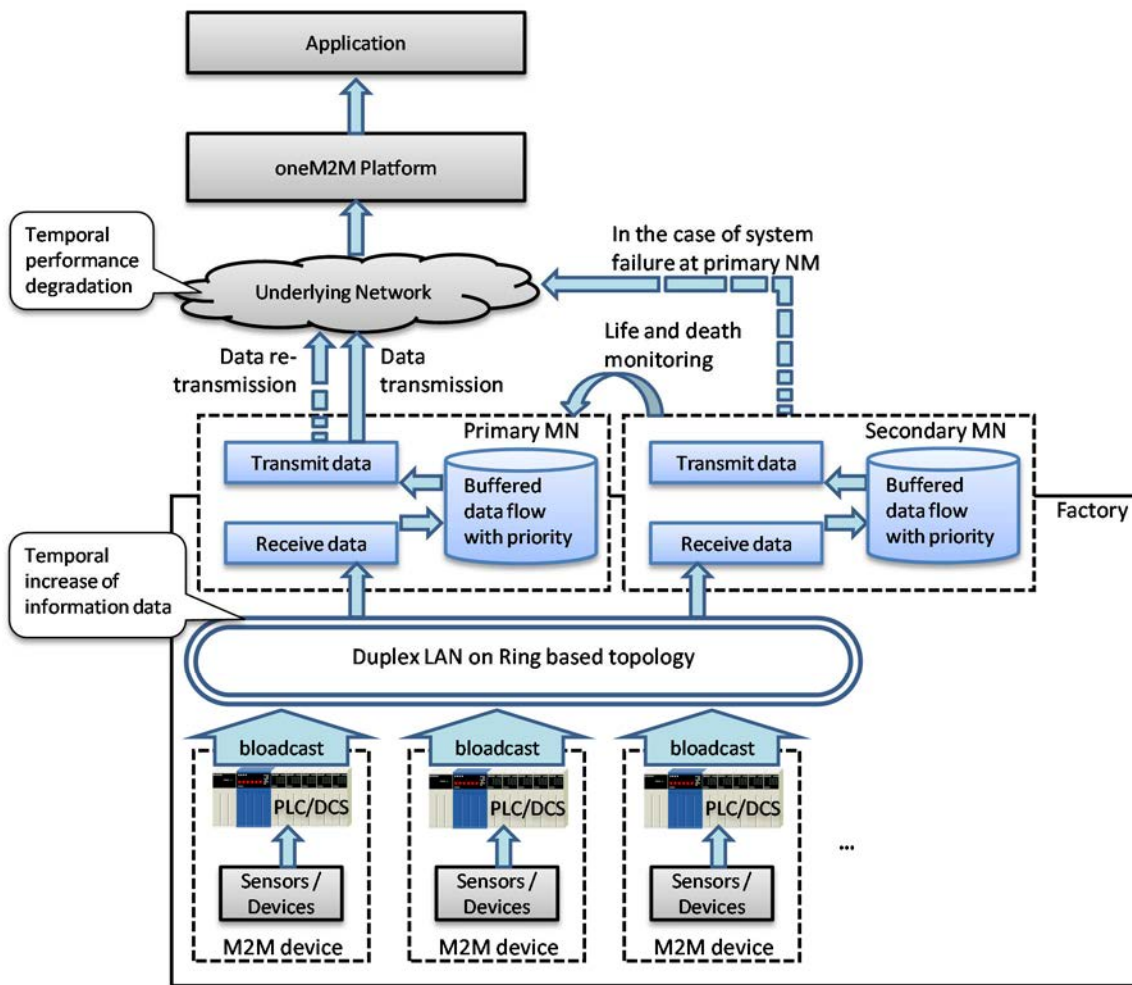 Application
oneM2M Platform
Temporal
performance
degradation
Underlying Network
In the case of system
failure at primary NM
Data re-
transmission
Data
transmission
Life and death
monitoring
Primary MN
Transmit data
Buffered
data flow
with priority
Receive data
Secondary MN
Transmit data
Buffered
data flow
with priority
Receive data
Factory
Temporal
increase of
information data
Duplex LAN on Ring based topology
bloadcast
PLC/DCS
Sensors /
Devices
M2M device
bloadcast
PLC/DCS
Sensors /
Devices
M2M device
bloadcast
PLC/DCS
Sensors /
Devices
M2M device
...